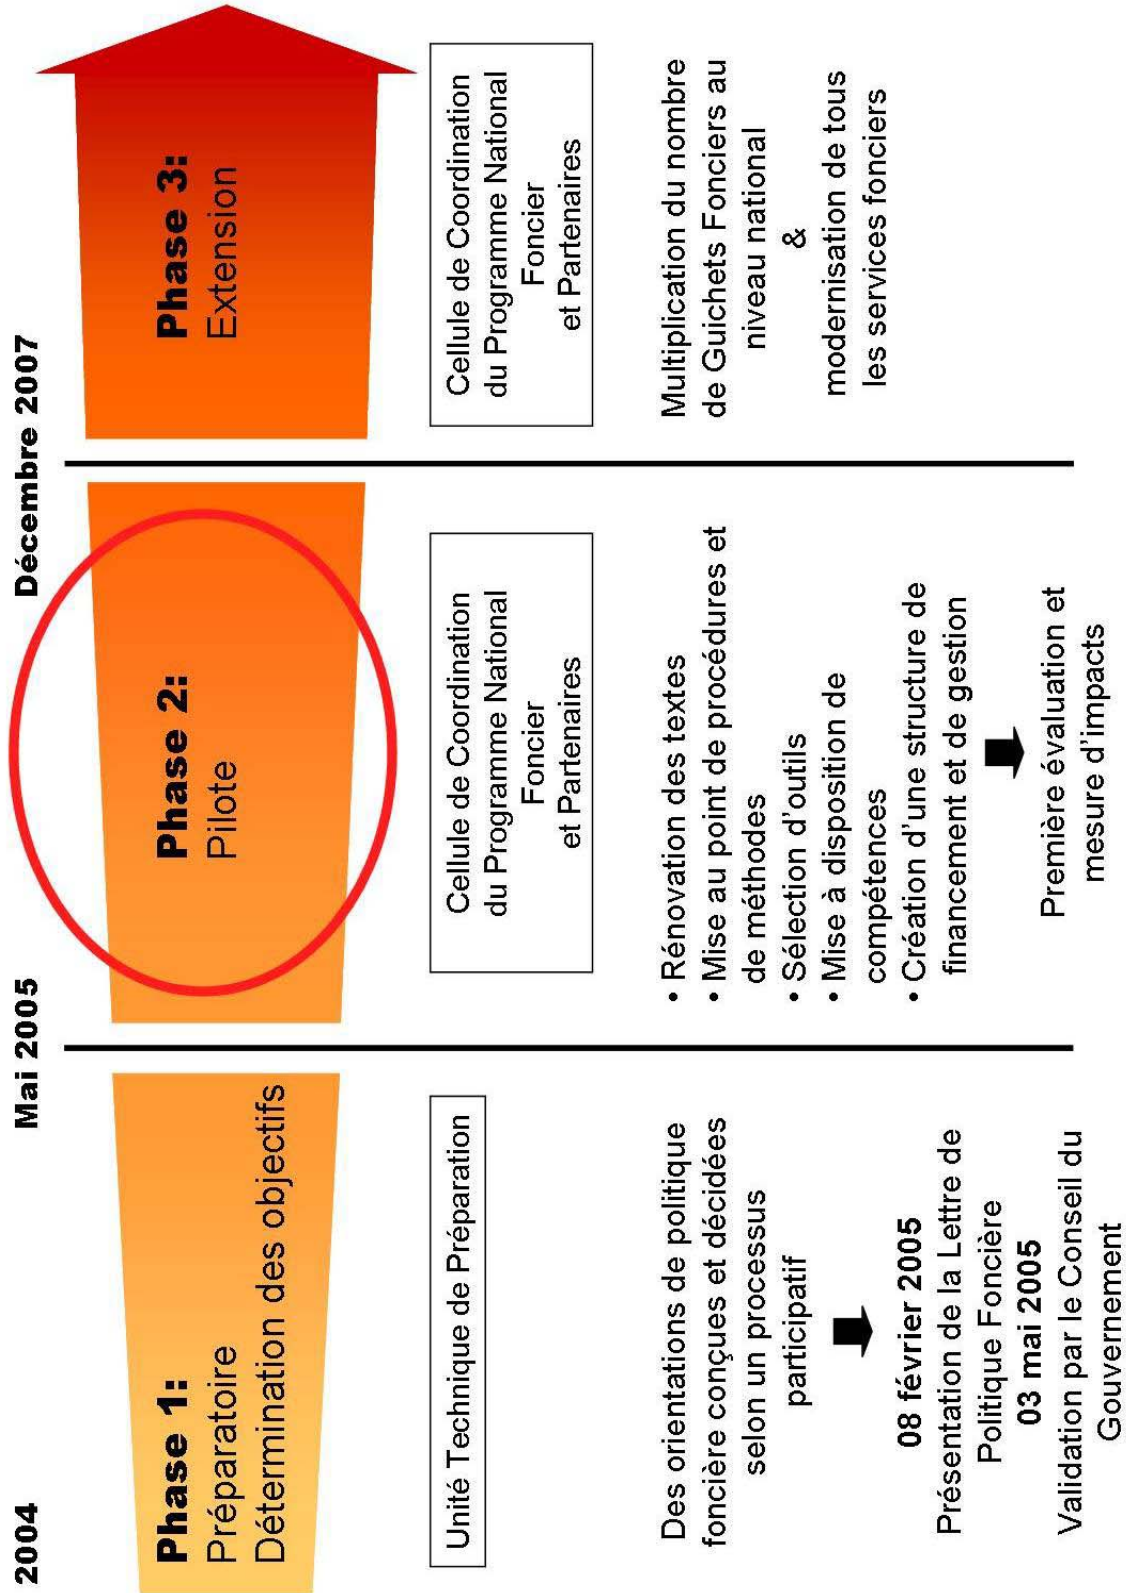 2004
Mai 2005
Décembre 2007
Phase 1:
Préparatoire
Détermination des objectifs
Phase 2:
Pilote
Phase 3:
Extension
Unité Technique de Préparation
Cellule de Coordination
du Programme National
Foncier
et Partenaires
Cellule de Coordination
du Programme National
Foncier
et Partenaires
Des orientations de politique
foncière conçues et décidées
selon un processus
participatif
08 février 2005
Présentation de la Lettre de
Politique Foncière
03 mai 2005
Validation par le Conseil du
Gouvernement
• Rénovation des textes
• Mise au point de procédures et
de méthodes
• Sélection d'outils
• Mise à disposition de
compétences
• Création d'une structure de
financement et de gestion
Première évaluation et
mesure d'impacts
Multiplication du nombre
de Guichets Fonciers au
niveau national
&
modernisation de tous
les services fonciers